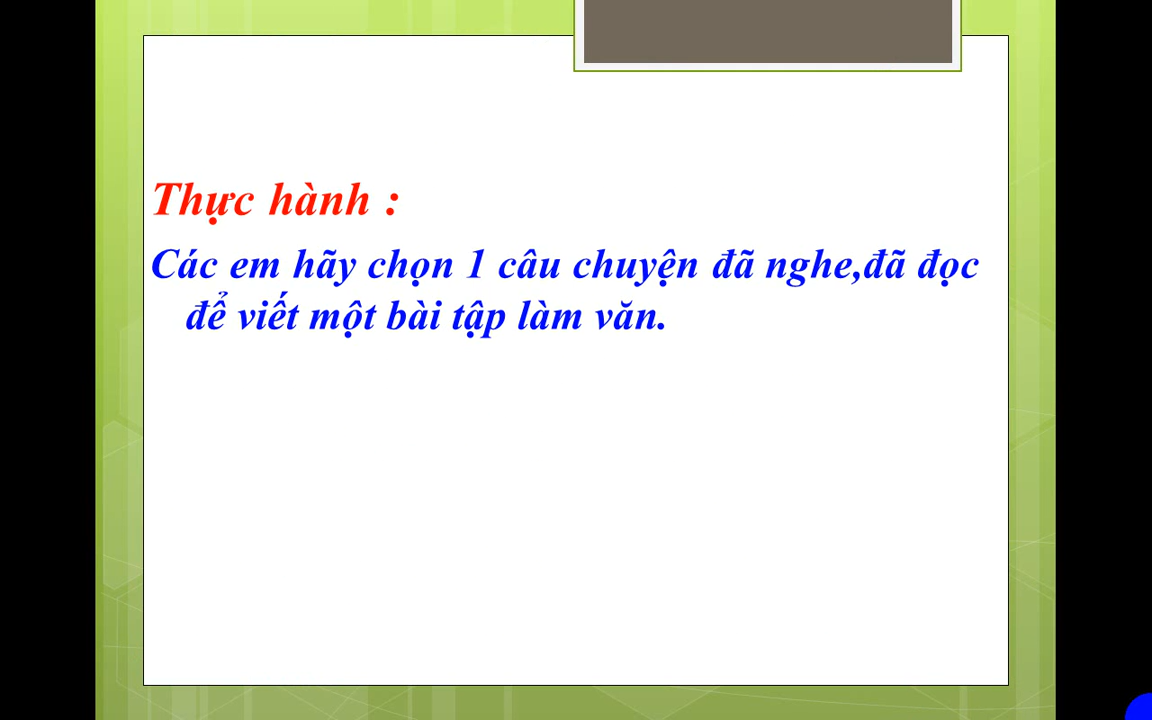 Thực hành :
Các em hãy chọn 1 câu chuyện đã nghe,đã đọc
để viết một bài tập làm văn.